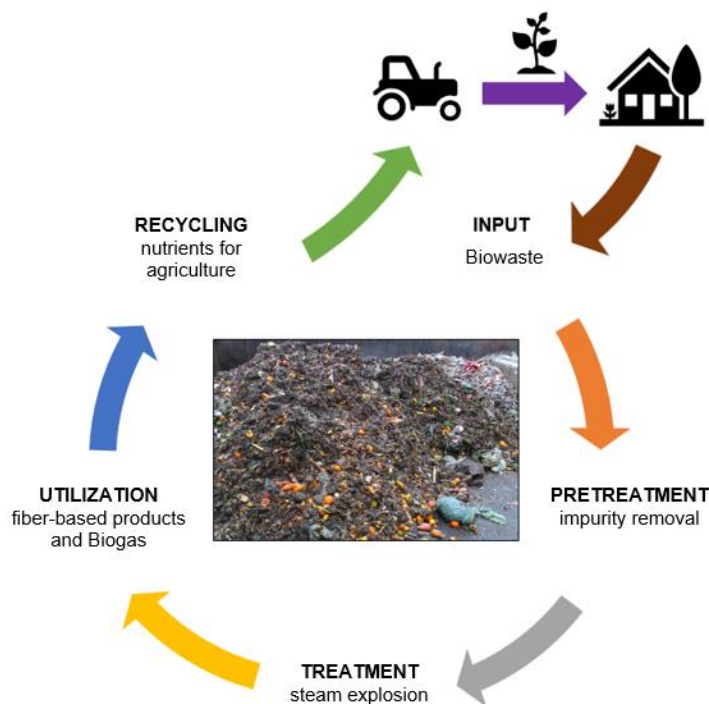 RECYCLING
nutrients for
agriculture
INPUT
Biowaste
UTILIZATION
fiber-based products
and Biogas
PRETREATMENT
impurity removal
TREATMENT
steam explosion